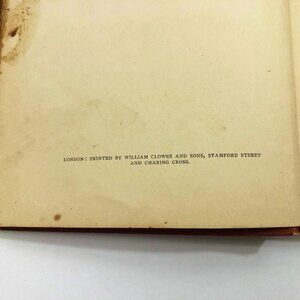 LONDON: PRINTED BY WILLIAM CLOWES AND SONS, STAMFORD STREET
AND CHARING CROSS.